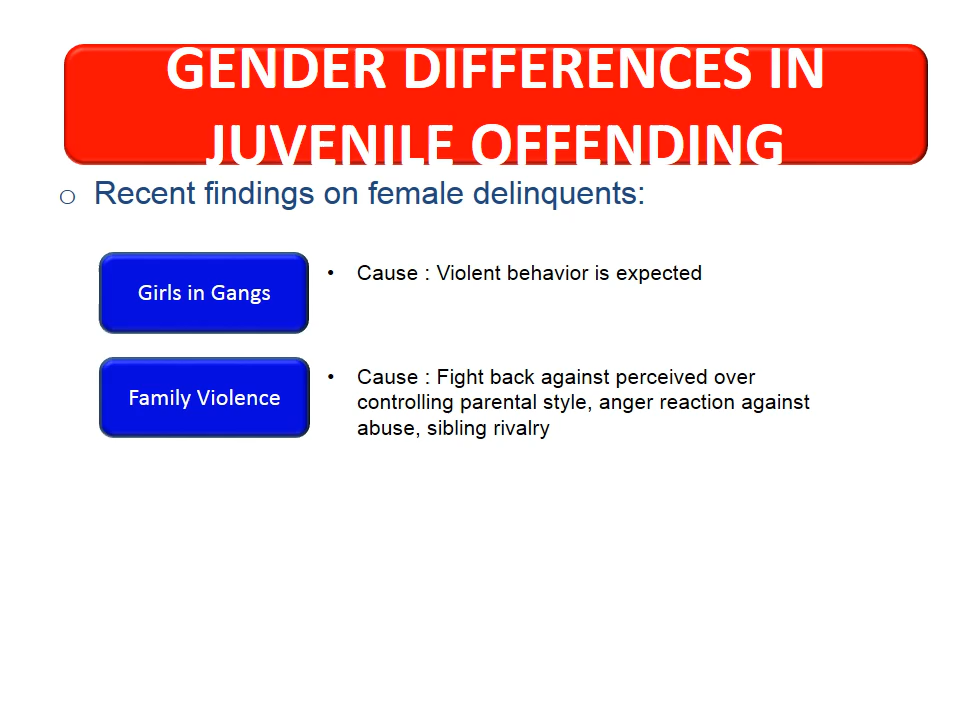 GENDER DIFFERENCES IN
JUVENILE OFFENDING
o Recent findings on female delinquents:
Girls in Gangs
• Cause : Violent behavior is expected
Family Violence
• Cause : Fight back against perceived over
controlling parental style, anger reaction against
abuse, sibling rivalry